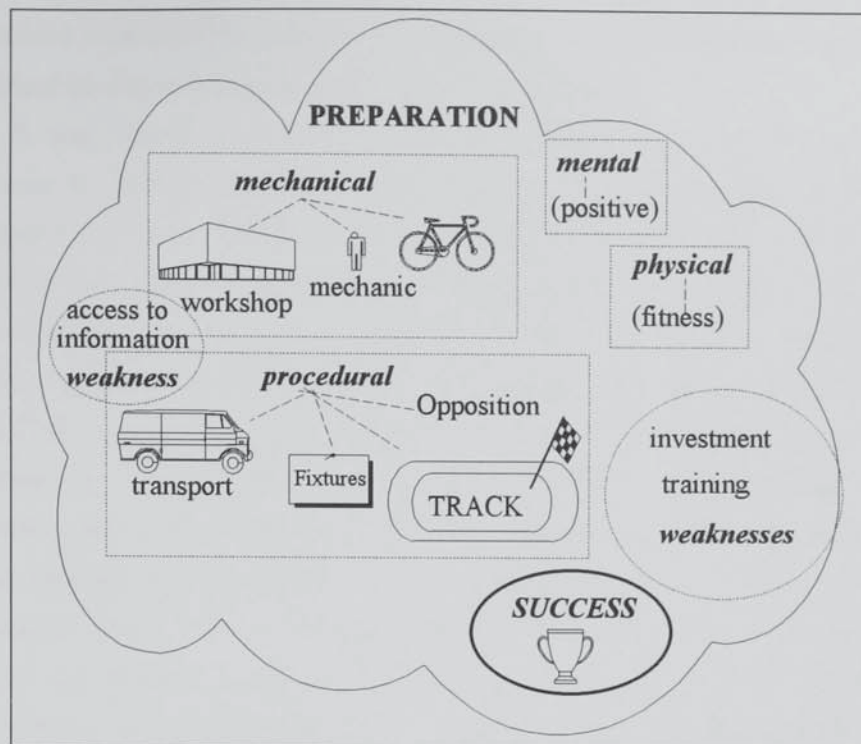 PREPARATION
mechanical
workshop
mechanic
mental
(positive)
physical
(fitness)
access to
information
weakness
procedural
Opposition
transport
Fixtures
TRACK
investment
training
weaknesses
SUCCESS